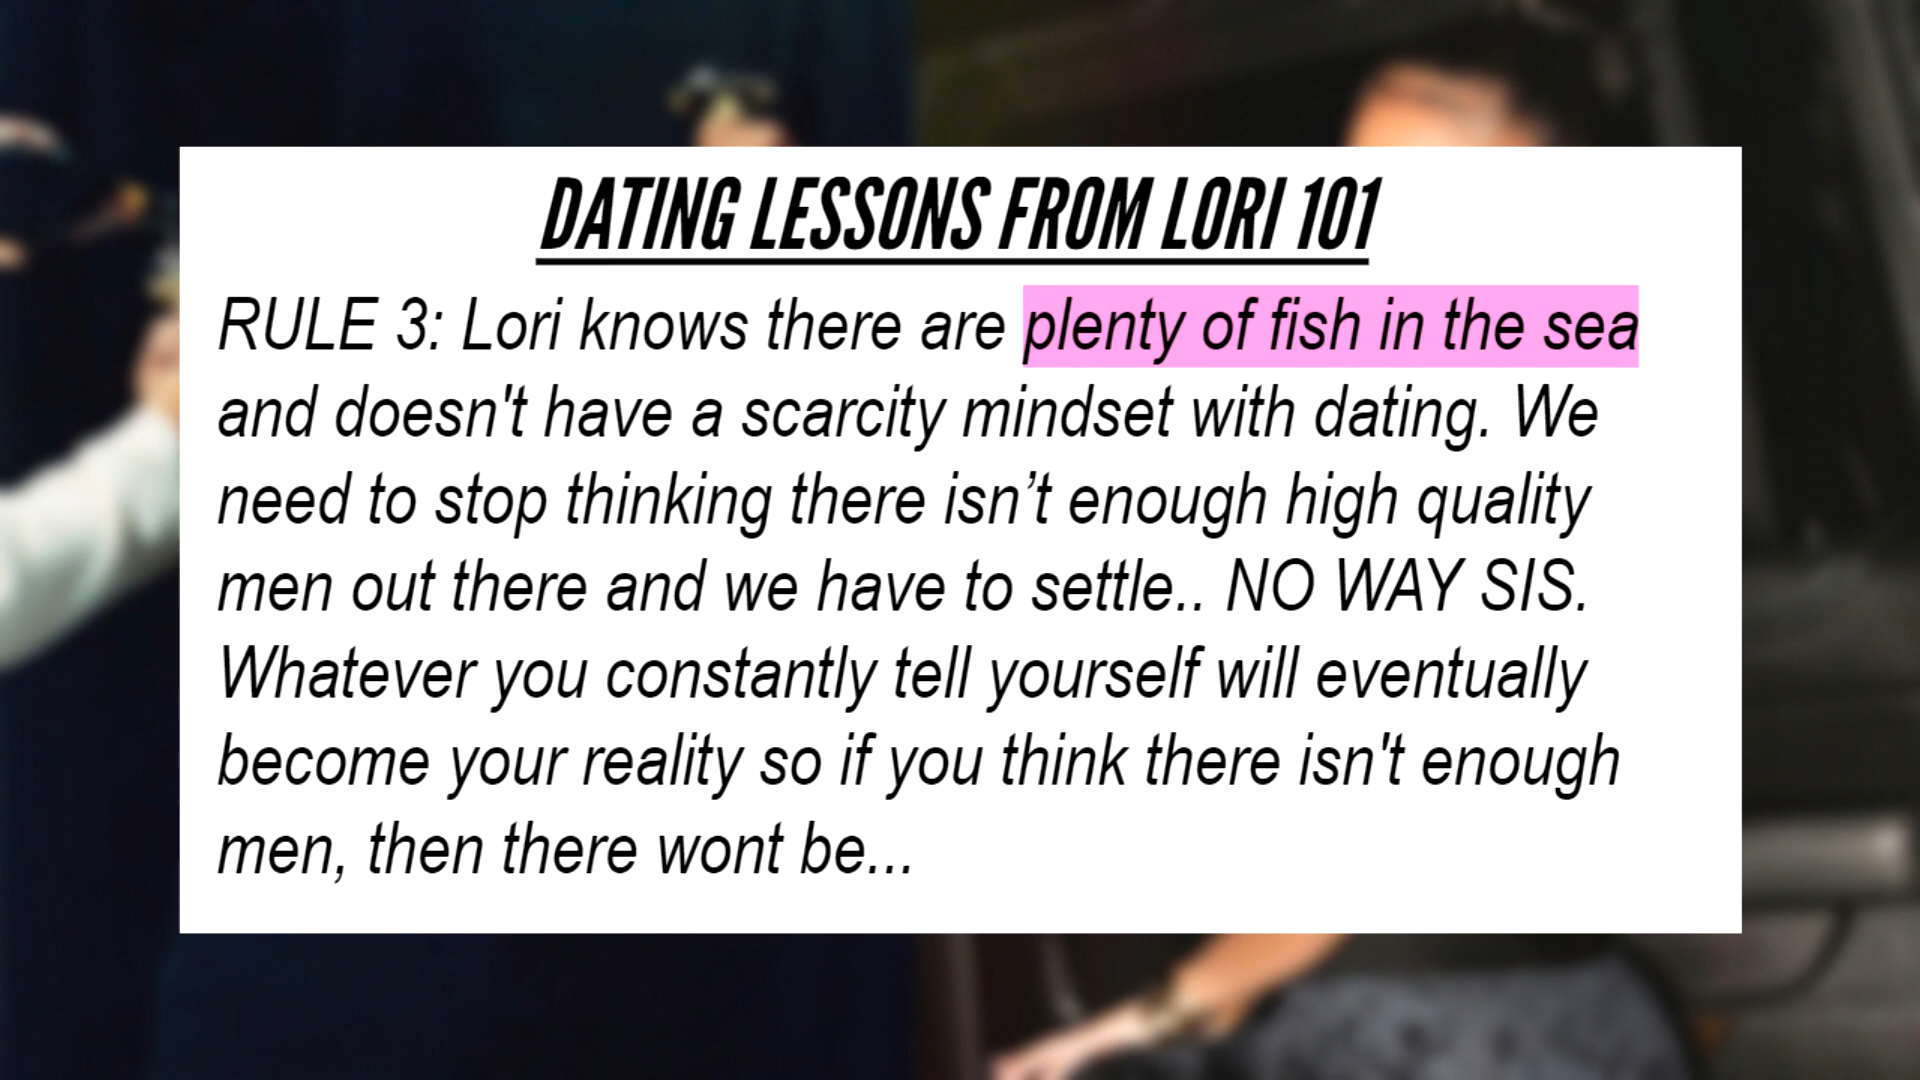 DATING LESSONS FROM LORI 101
RULE 3: Lori knows there are plenty of fish in the sea
and doesn't have a scarcity mindset with dating. We
need to stop thinking there isn’t enough high quality
men out there and we have to settle.. NO WAY SIS.
Whatever you constantly tell yourself will eventually
become your reality so if you think there isn't enough
men, then there wont be...